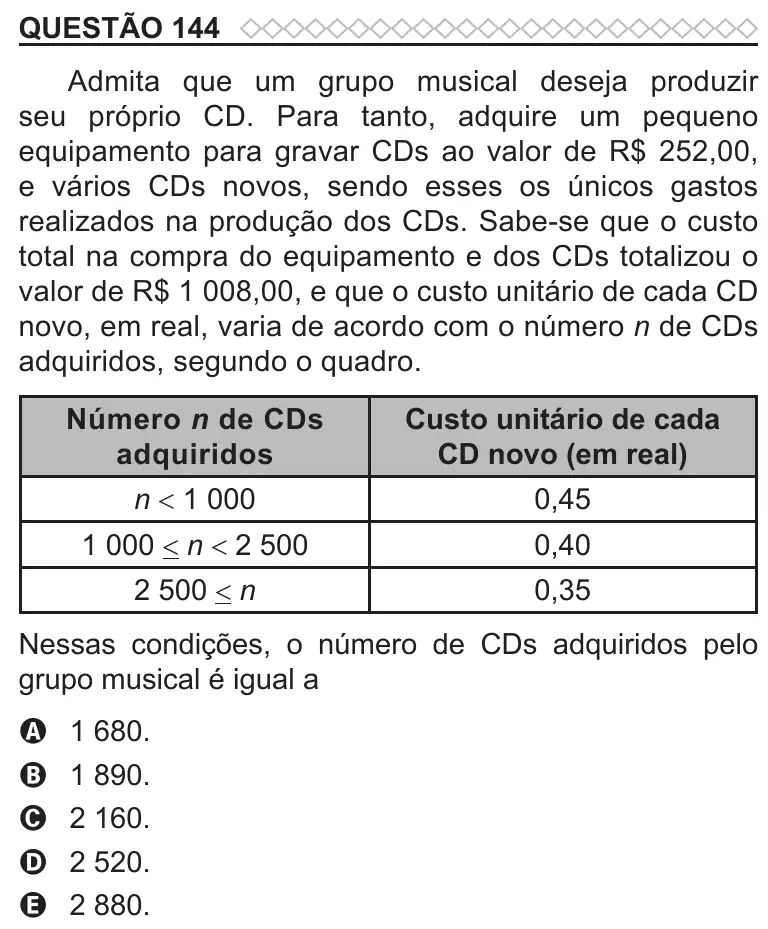 QUESTÃO 144
Admita que um grupo musical deseja produzir
seu próprio CD. Para tanto, adquire um pequeno
equipamento para gravar CDs ao valor de R$ 252,00,
e vários CDs novos, sendo esses os únicos gastos
realizados na produção dos CDs. Sabe-se que o custo
total na compra do equipamento e dos CDs totalizou o
valor de R$ 1 008,00, e que o custo unitário de cada CD
novo, em real, varia de acordo com o número n de CDs
adquiridos, segundo o quadro.
Número n de CDs adquiridos | Custo unitário de cada CD novo (em real)
n < 1 000 | 0,45
1 000 ≤ n < 2 500 | 0,40
2 500 ≤ n | 0,35
Nessas condições, o número de CDs adquiridos pelo
grupo musical é igual a
A 1 680.
B 1 890.
C 2 160.
D 2 520.
E 2 880.